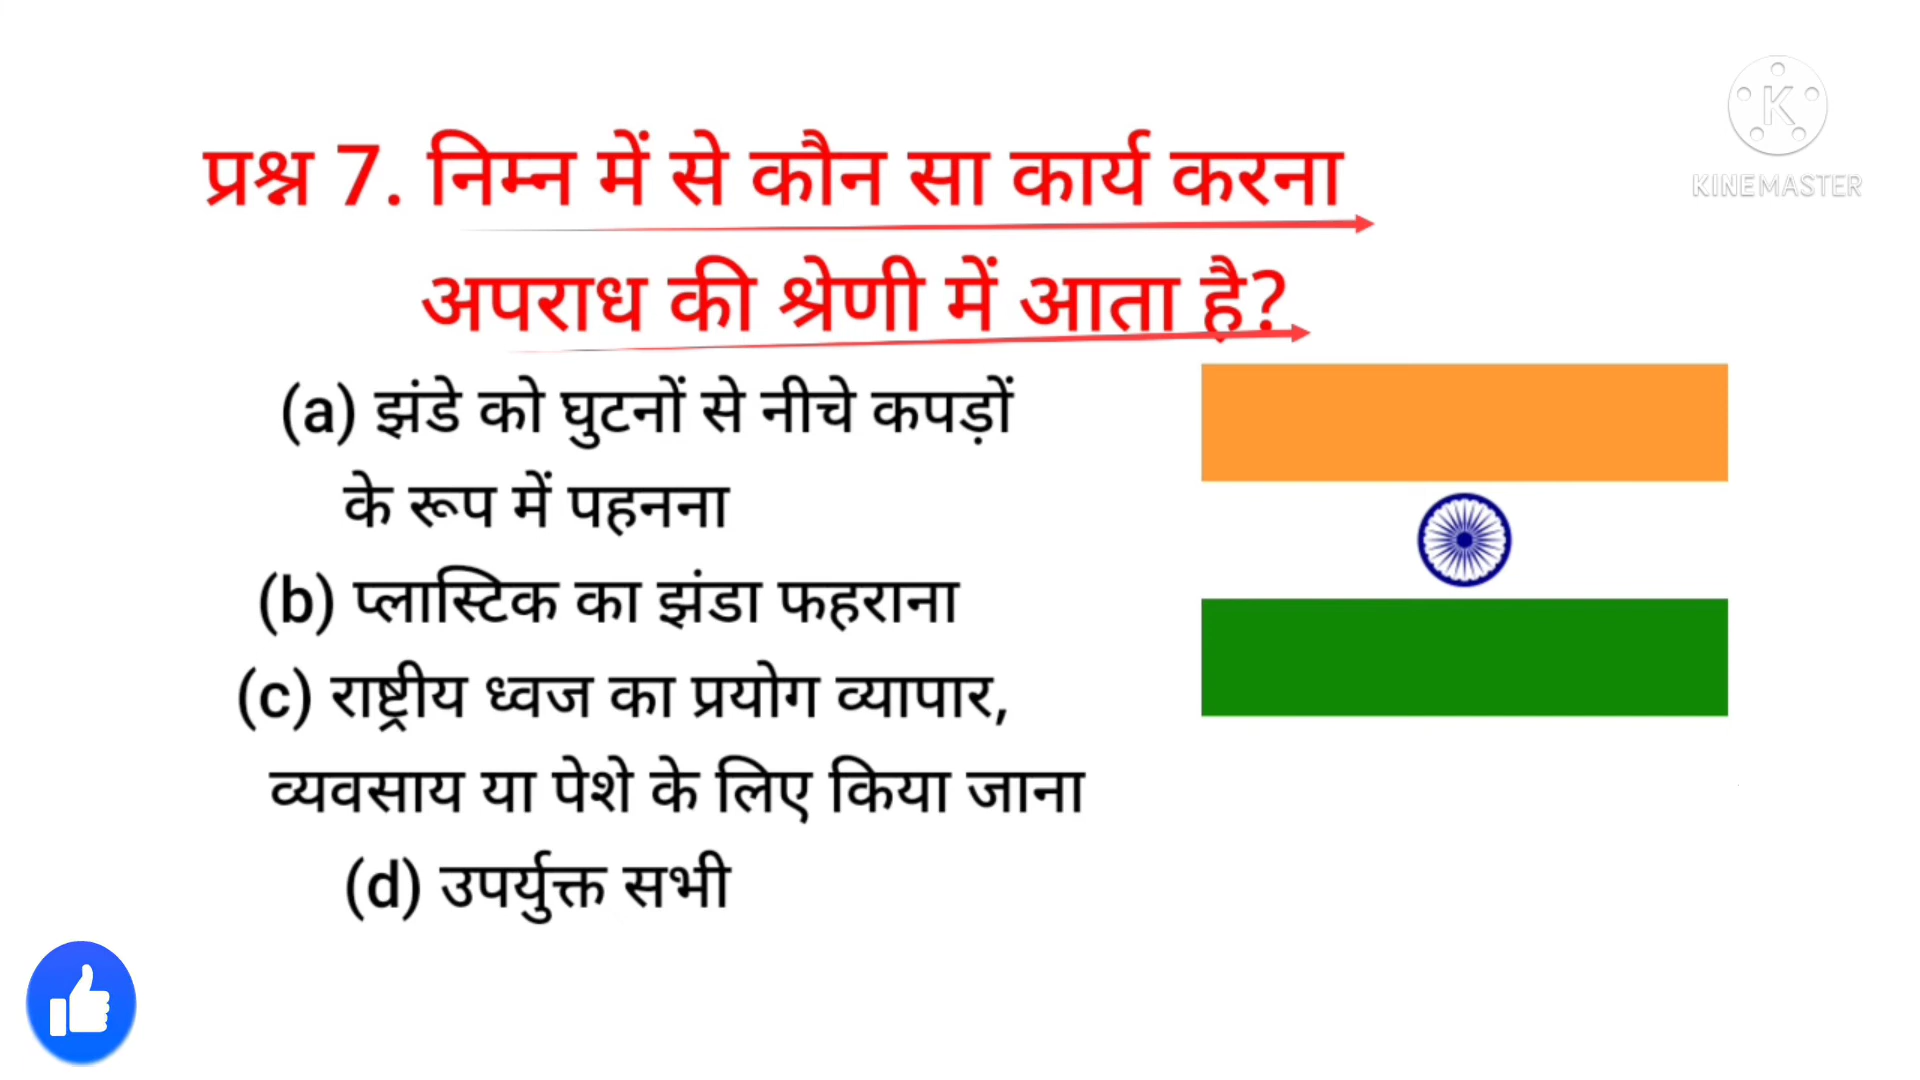 प्रश्न 7. निम्न में से कौन सा कार्य करना
अपराध की श्रेणी में आता है?
(a) झंडे को घुटनों से नीचे कपड़ों
के रूप में पहनना
(b) प्लास्टिक का झंडा फहराना
(c) राष्ट्रीय ध्वज का प्रयोग व्यापार,
व्यवसाय या पेशे के लिए किया जाना
(d) उपर्युक्त सभी
K
KINEMASTER